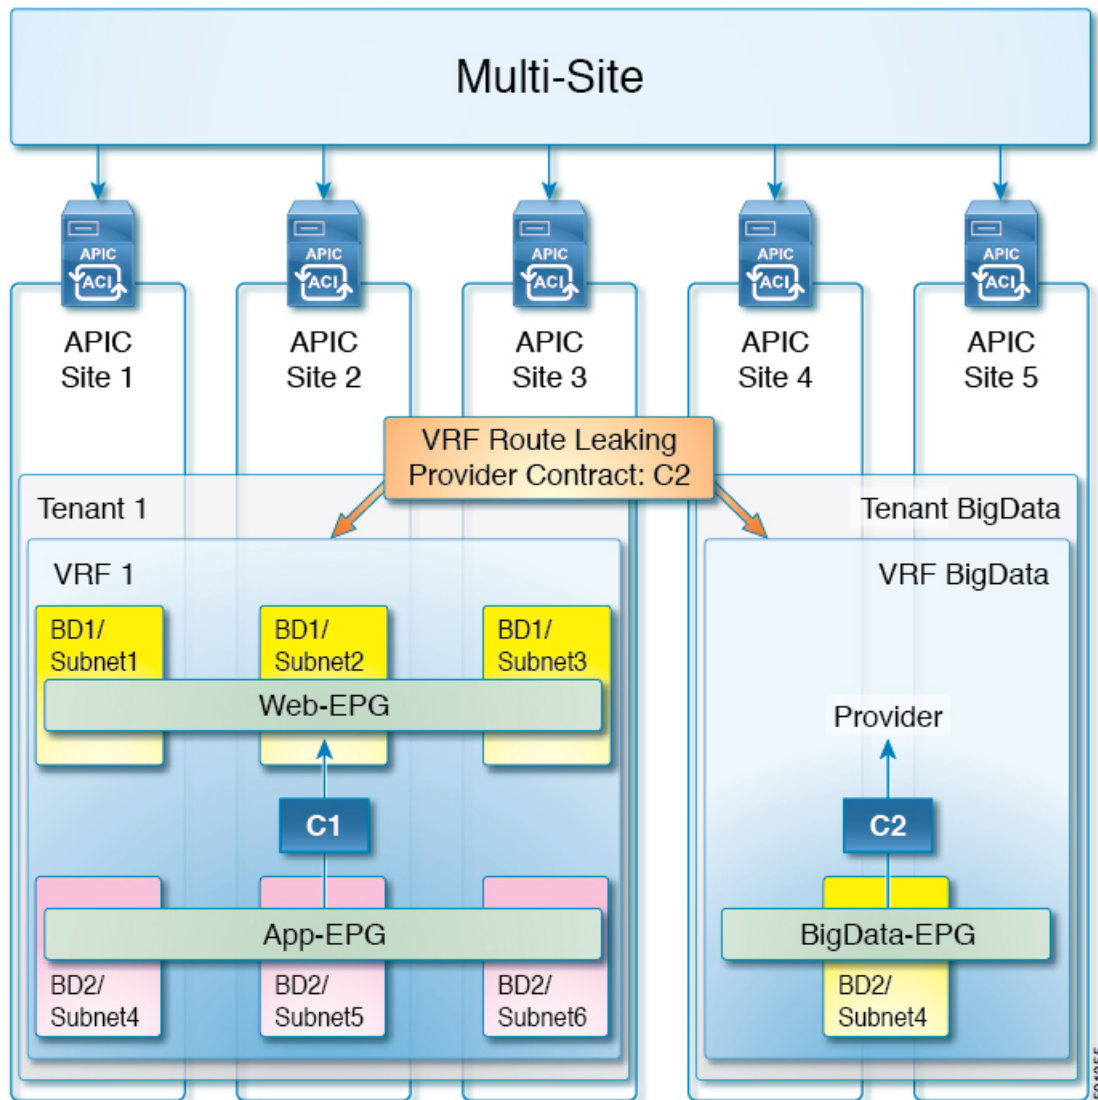 Multi-Site
APIC
ACI
APIC
ACI
APIC
ACI
APIC
ACI
APIC
ACI
APIC
Site 1
APIC
Site 2
APIC
Site 3
APIC
Site 4
APIC
Site 5
VRF Route Leaking
Provider Contract: C2
Tenant 1
VRF 1
BD1/
Subnet1
BD1/
Subnet2
BD1/
Subnet3
Web-EPG
C1
App-EPG
BD2/
Subnet4
BD2/
Subnet5
BD2/
Subnet6
Tenant BigData
VRF BigData
Provider
C2
BigData-EPG
BD2/
Subnet4